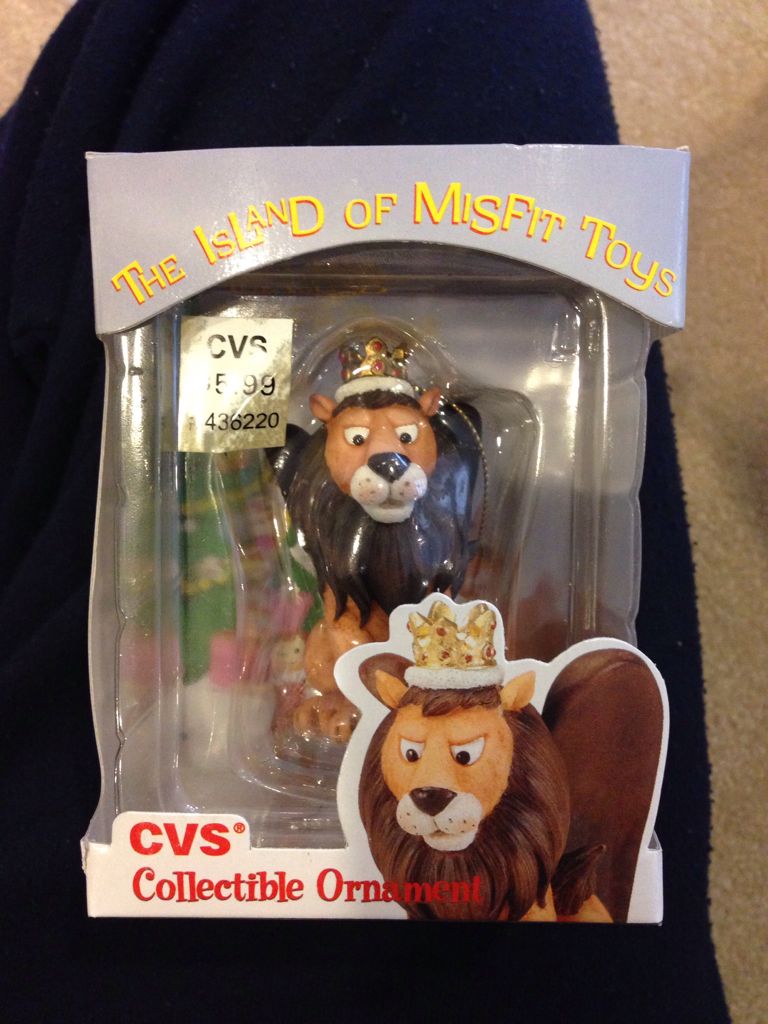 The Island of Misfit Toys
CVS
5.99
436220
CVS®
Collectible Ornament